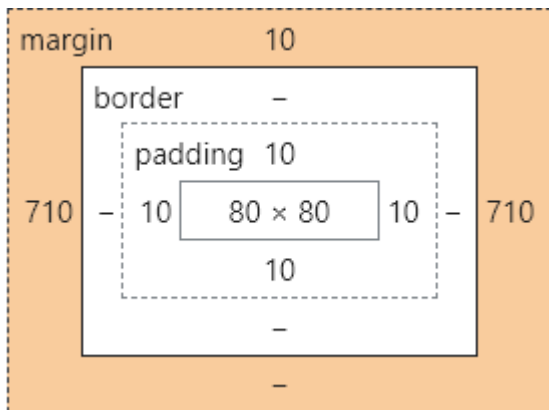 margin 10
border –
padding 10
710 – 10 80 × 80 10 – 710
10
–
–